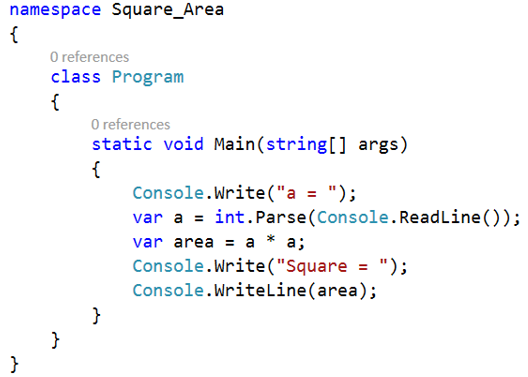 namespace Square_Area
{
0 references
class Program
{
0 references
static void Main(string[] args)
{
Console.Write("a = ");
var a = int.Parse(Console.ReadLine());
var area = a * a;
Console.Write("Square = ");
Console.WriteLine(area);
}
}
}